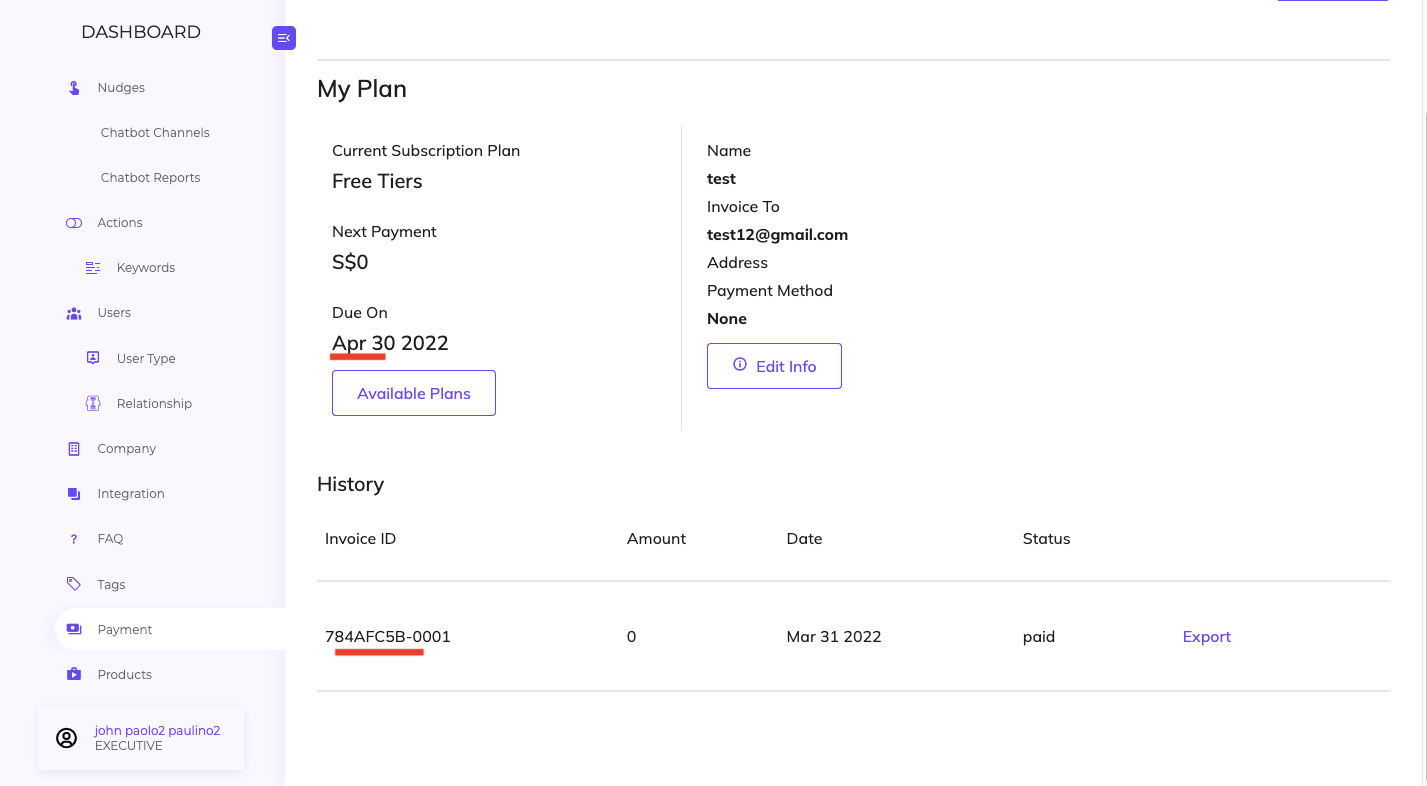 DASHBOARD
Nudges
Chatbot Channels
Chatbot Reports
Actions
Keywords
Users
User Type
Relationship
Company
Integration
? FAQ
Tags
Payment
Products
john paolo2 paulino2
EXECUTIVE
My Plan
Current Subscription Plan
Free Tiers
Next Payment
S$0
Due On
Apr 30 2022
Available Plans
Name
test
Invoice To
test12@gmail.com
Address
Payment Method
None
Edit Info
History
Invoice ID Amount Date Status
784AFC5B-0001 0 Mar 31 2022 paid Export